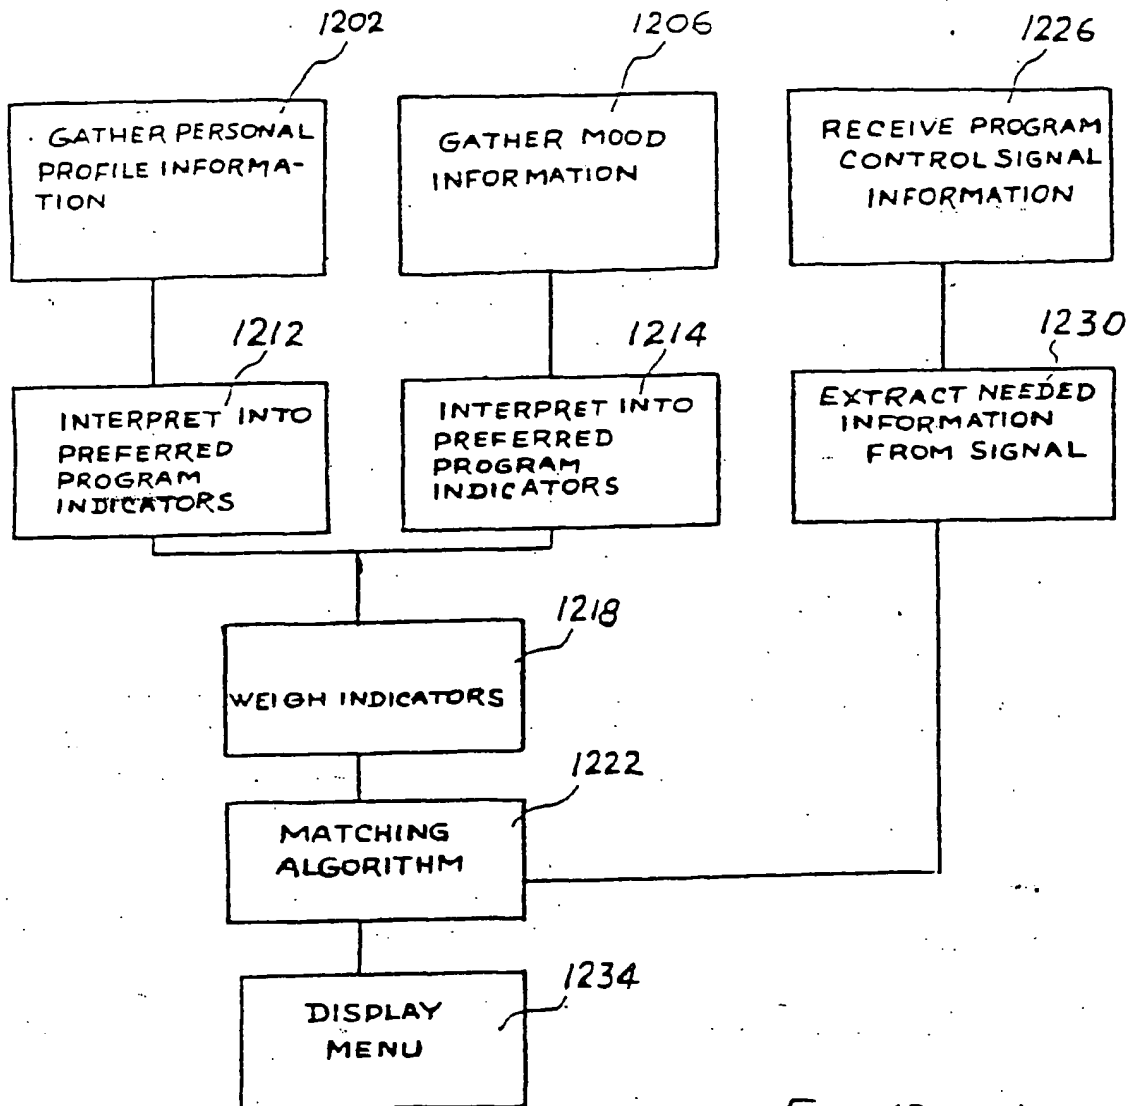 1202
1206
1226
GATHER PERSONAL
PROFILE INFORMA-
TION
GATHER MOOD
INFORMATION
RECEIVE PROGRAM
CONTROL SIGNAL
INFORMATION
1212
1214
1230
INTERPRET INTO
PREFERRED
PROGRAM
INDICATORS
INTERPRET INTO
PREFERRED
PROGRAM
INDICATORS
EXTRACT NEEDED
INFORMATION
FROM SIGNAL
1218
WEIGH INDICATORS
1222
MATCHING
ALGORITHM
1234
DISPLAY
MENU